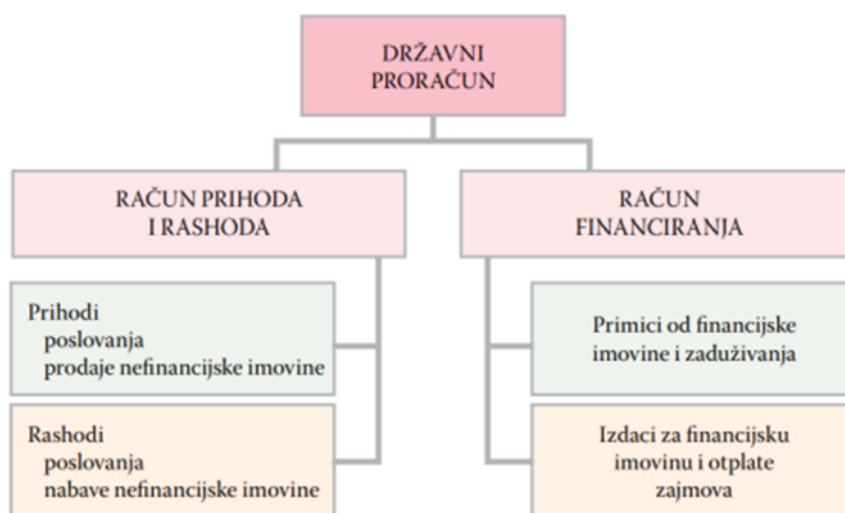 DRŽAVNI
PRORAČUN
RAČUN PRIHODA
I RASHODA
RAČUN
FINANCIRANJA
Prihodi
poslovanja
prodaje nefinancijske imovine
Rashodi
poslovanja
nabave nefinancijske imovine
Primici od financijske
imovine i zaduživanja
Izdaci za financijsku
imovinu i otplate
zajmova